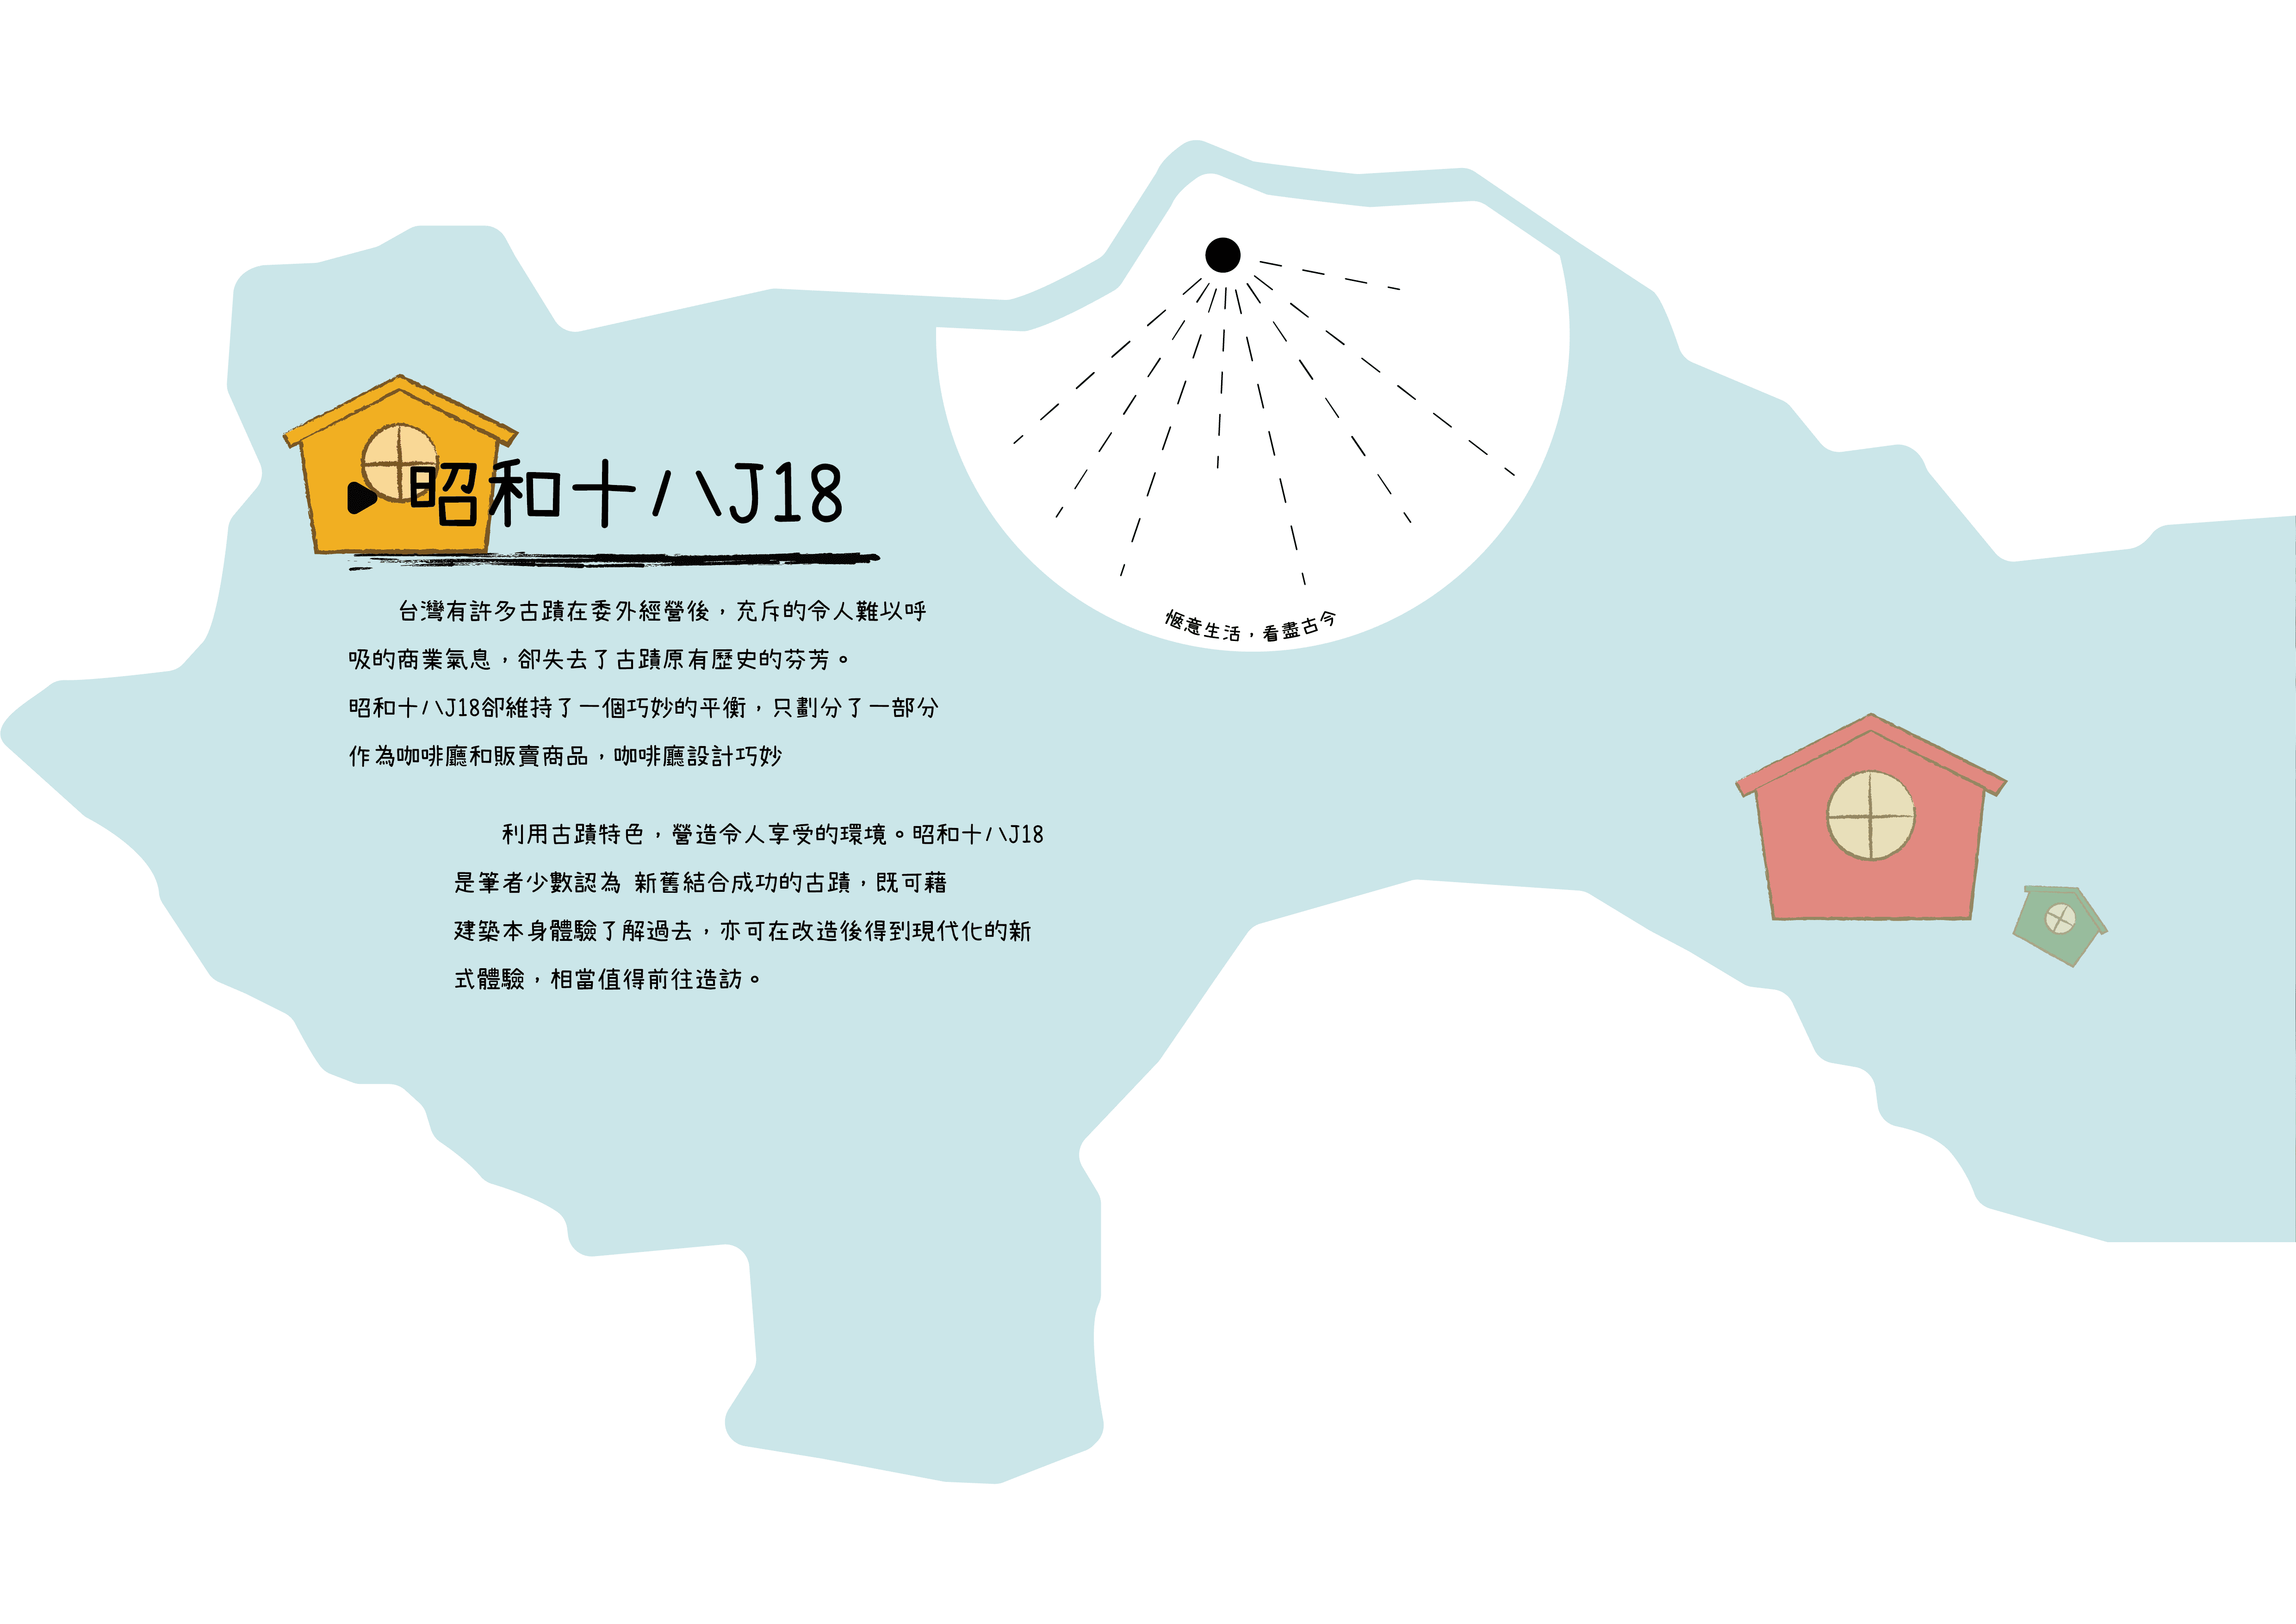 昭和十八J18
台灣有許多古蹟在委外經營後，充斥的令人難以呼
吸的商業氣息，卻失去了古蹟原有歷史的芬芳。
昭和十八J18卻維持了一個巧妙的平衡，只劃分了一部分
作為咖啡廳和販賣商品，咖啡廳設計巧妙
利用古蹟特色，營造令人享受的環境。昭和十八J18
是筆者少數認為 新舊結合成功的古蹟，既可藉
建築本身體驗了解過去，亦可在改造後得到現代化的新
式體驗，相當值得前往造訪。
愜意生活，看盡古今